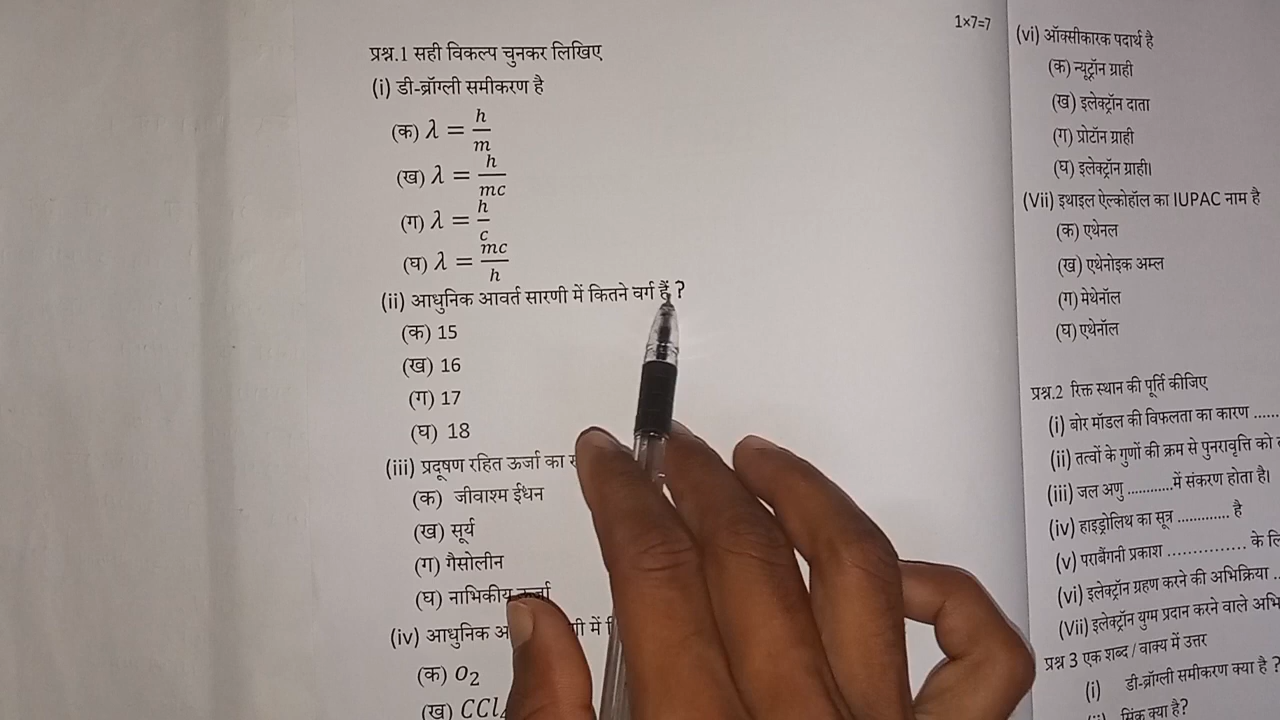 1×7=7
प्रश्न.1 सही विकल्प चुनकर लिखिए
(i) डी-ब्रॉग्ली समीकरण है
(क) λ = h/m
(ख) λ = h/mc
(ग) λ = h/c
(घ) λ = mc/h
(ii) आधुनिक आवर्त सारणी में कितने वर्ग हैं ?
(क) 15
(ख) 16
(ग) 17
(घ) 18
(iii) प्रदूषण रहित ऊर्जा का
(क) जीवाश्म ईंधन
(ख) सूर्य
(ग) गैसोलीन
(घ) नाभिकीय ऊर्जा
(iv) आधुनिक
(क) O₂
(ख) CCl₄
(vi) ऑक्सीकारक पदार्थ है
(क) न्यूट्रॉन ग्राही
(ख) इलेक्ट्रॉन दाता
(ग) प्रोटॉन ग्राही
(घ) इलेक्ट्रॉन ग्राही।
(Vii) इथाइल ऐल्कोहॉल का IUPAC नाम है
(क) एथेनल
(ख) एथेनोइक अम्ल
(ग) मेथेनॉल
(घ) एथेनॉल
प्रश्न.2 रिक्त स्थान की पूर्ति कीजिए
(i) बोर मॉडल की विफलता का कारण ......
(ii) तत्वों के गुणों की क्रम से पुनरावृत्ति को
(iii) जल अणु ............में संकरण होता है।
(iv) हाइड्रोलिथ का सूत्र ............. है
(v) पराबैंगनी प्रकाश ............... के
(vi) इलेक्ट्रॉन ग्रहण करने की अभिक्रिया ..
(Vii) इलेक्ट्रॉन युग्म प्रदान करने वाले
प्रश्न 3 एक शब्द / वाक्य में उत्तर
(i) डी-ब्रॉग्ली समीकरण क्या है ?
क्या है?